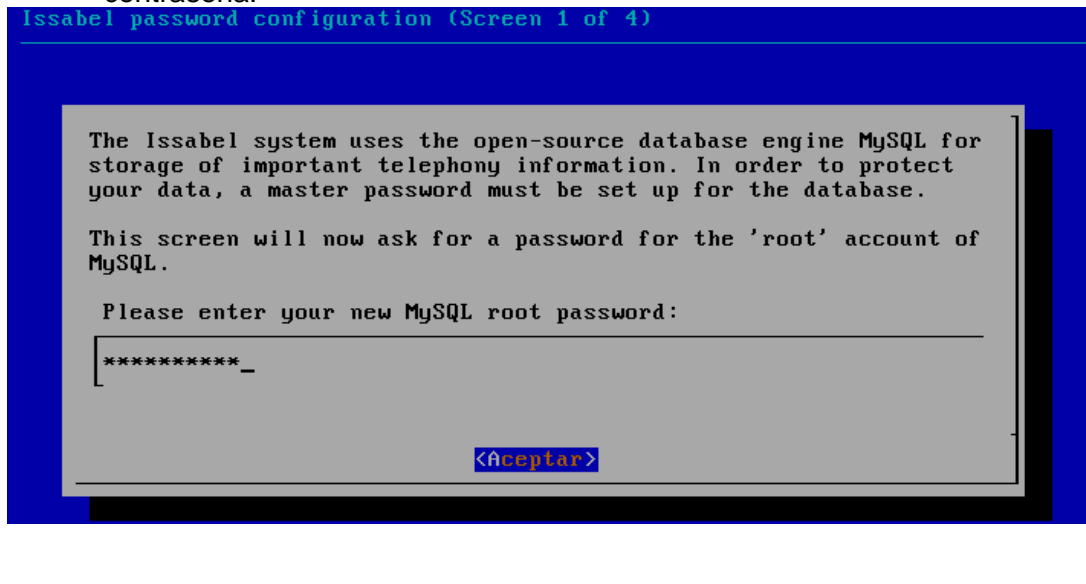 contraseña.
Issabel password configuration (Screen 1 of 4)
The Issabel system uses the open-source database engine MySQL for
storage of important telephony information. In order to protect
your data, a master password must be set up for the database.
This screen will now ask for a password for the 'root' account of
MySQL.
Please enter your new MySQL root password:
**********_
<Aceptar>